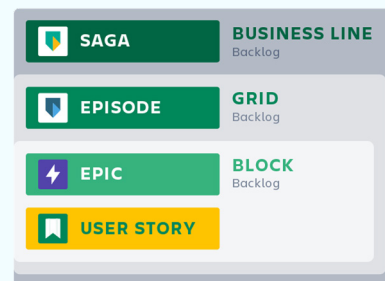 SAGA
BUSINESS LINE
Backlog
EPISODE
GRID
Backlog
EPIC
BLOCK
Backlog
USER STORY